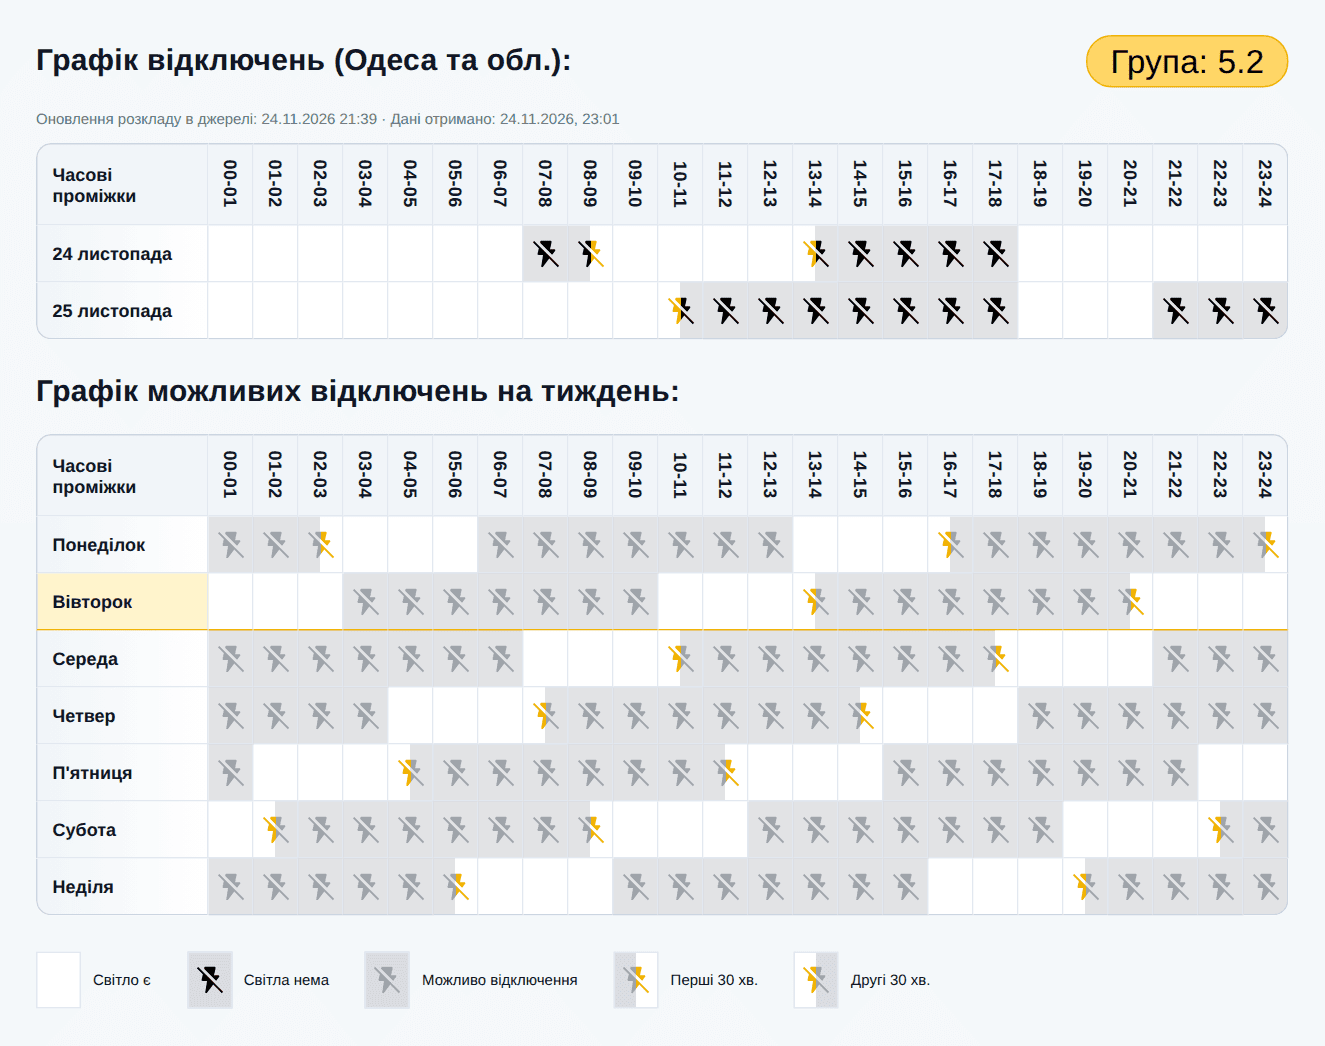 Графік відключень (Одеса та обл.):
Група: 5.2
Оновлення розкладу в джерелі: 24.11.2026 21:39 · Дані отримано: 24.11.2026, 23:01
Часові проміжки 00-01 01-02 02-03 03-04 04-05 05-06 06-07 07-08 08-09 09-10 10-11 11-12 12-13 13-14 14-15 15-16 16-17 17-18 18-19 19-20 20-21 21-22 22-23 23-24
24 листопада
25 листопада
Графік можливих відключень на тиждень:
Часові проміжки 00-01 01-02 02-03 03-04 04-05 05-06 06-07 07-08 08-09 09-10 10-11 11-12 12-13 13-14 14-15 15-16 16-17 17-18 18-19 19-20 20-21 21-22 22-23 23-24
Понеділок
Вівторок
Середа
Четвер
П'ятниця
Субота
Неділя
Світло є Світла нема Можливо відключення Перші 30 хв. Другі 30 хв.